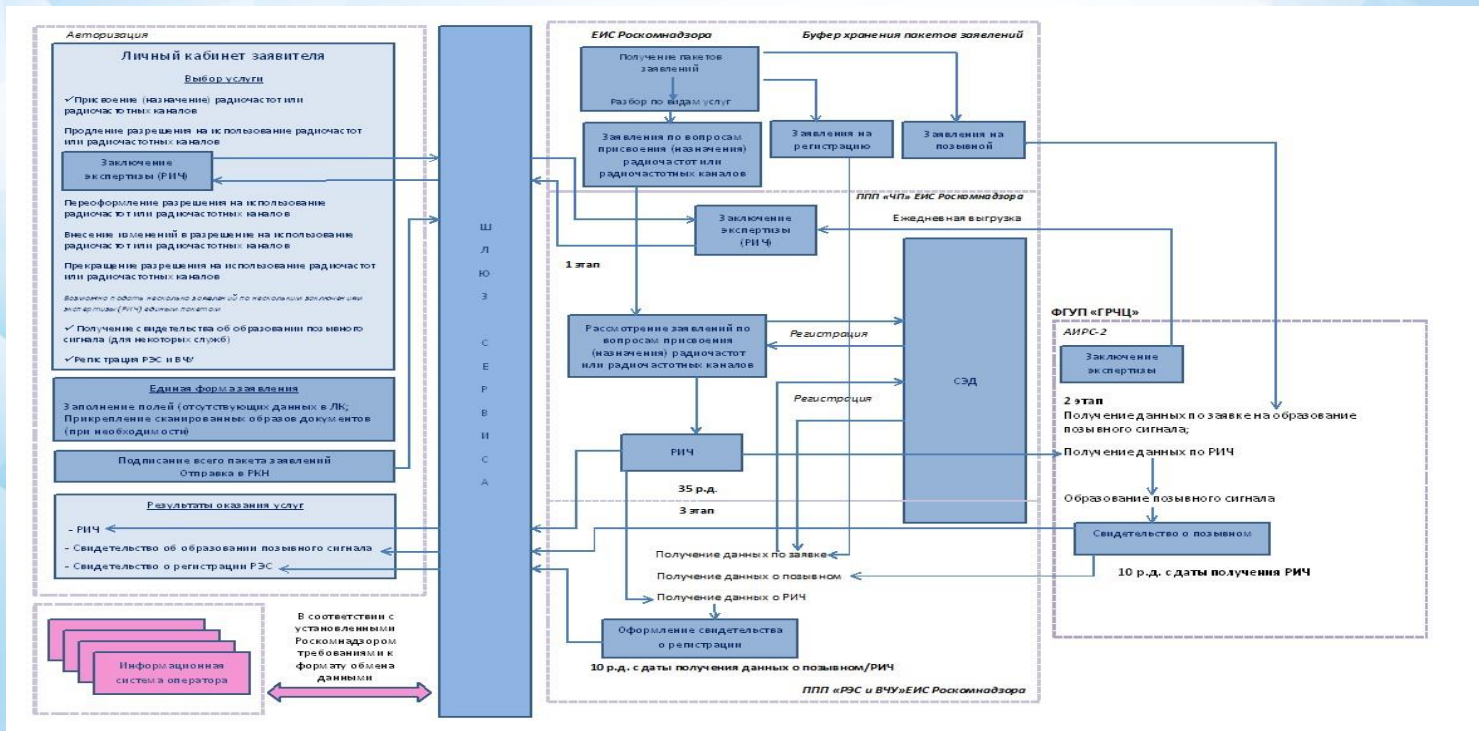 Авторизация
Личный кабинет заявителя
Выбор услуги
✓Присвоение (назначение) радиочастот или
радиочастотных каналов
Продление разрешения на использование радиочастот
или радиочастотных каналов
Заключение
экспертизы (РИЧ)
Переоформление разрешения на использование
радиочастот или радиочастотных каналов
Внесение изменений в разрешение на использование
радиочастот или радиочастотных каналов
Прекращение разрешения на использование радиочастот
или радиочастотных каналов
Возможно подать несколько заявлений по нескольким заключениям
экспертизы (РИЧ) единым пакетом
✓ Получение свидетельства об образовании позывного
сигнала (для некоторых служб)
✓Регистрация РЭС и ВЧУ
Единая форма заявления
Заполнение полей (отсутствующих данных в ЛК;
Прикрепление сканированных образов документов
(при необходимости)
Подписание всего пакета заявлений
Отправка в РКН
Результаты оказания услуг
- РИЧ
- Свидетельство об образовании позывного сигнала
- Свидетельство о регистрации РЭС
Информационная
система оператора
В соответствии с
установленными
Роскомнадзором
требованиями к
формату обмена
данными
Ш
Л
Ю
З
С
Е
Р
В
И
С
А
ЕИС Роскомнадзора
Буфер хранения пакетов заявлений
Получение пакетов
заявлений
Разбор по видам услуг
Заявления по вопросам
присвоения (назначения)
радиочастот или
радиочастотных каналов
Заявления на
регистрацию
Заявления на
позывной
ППП «ЧП» ЕИС Роскомнадзора
Заключение
экспертизы
(РИЧ)
Ежедневная выгрузка
1 этап
Рассмотрение заявлений по
вопросам присвоения
(назначения) радиочастот
или радиочастотных каналов
Регистрация
Регистрация
СЭД
РИЧ
35 р.д.
3 этап
Получение данных по заявке
Получение данных о позывном
Получение данных о РИЧ
Оформление свидетельства
о регистрации
10 р.д. с даты получения данных о позывном/РИЧ
ППП «РЭС и ВЧУ»ЕИС Роскомнадзора
ФГУП «ГРЧЦ»
АИРС-2
Заключение
экспертизы
2 этап
Получение данных по заявке на образование
позывного сигнала;
Получение данных по РИЧ
Образование позывного сигнала
Свидетельство о позывном
10 р.д. с даты получения РИЧ